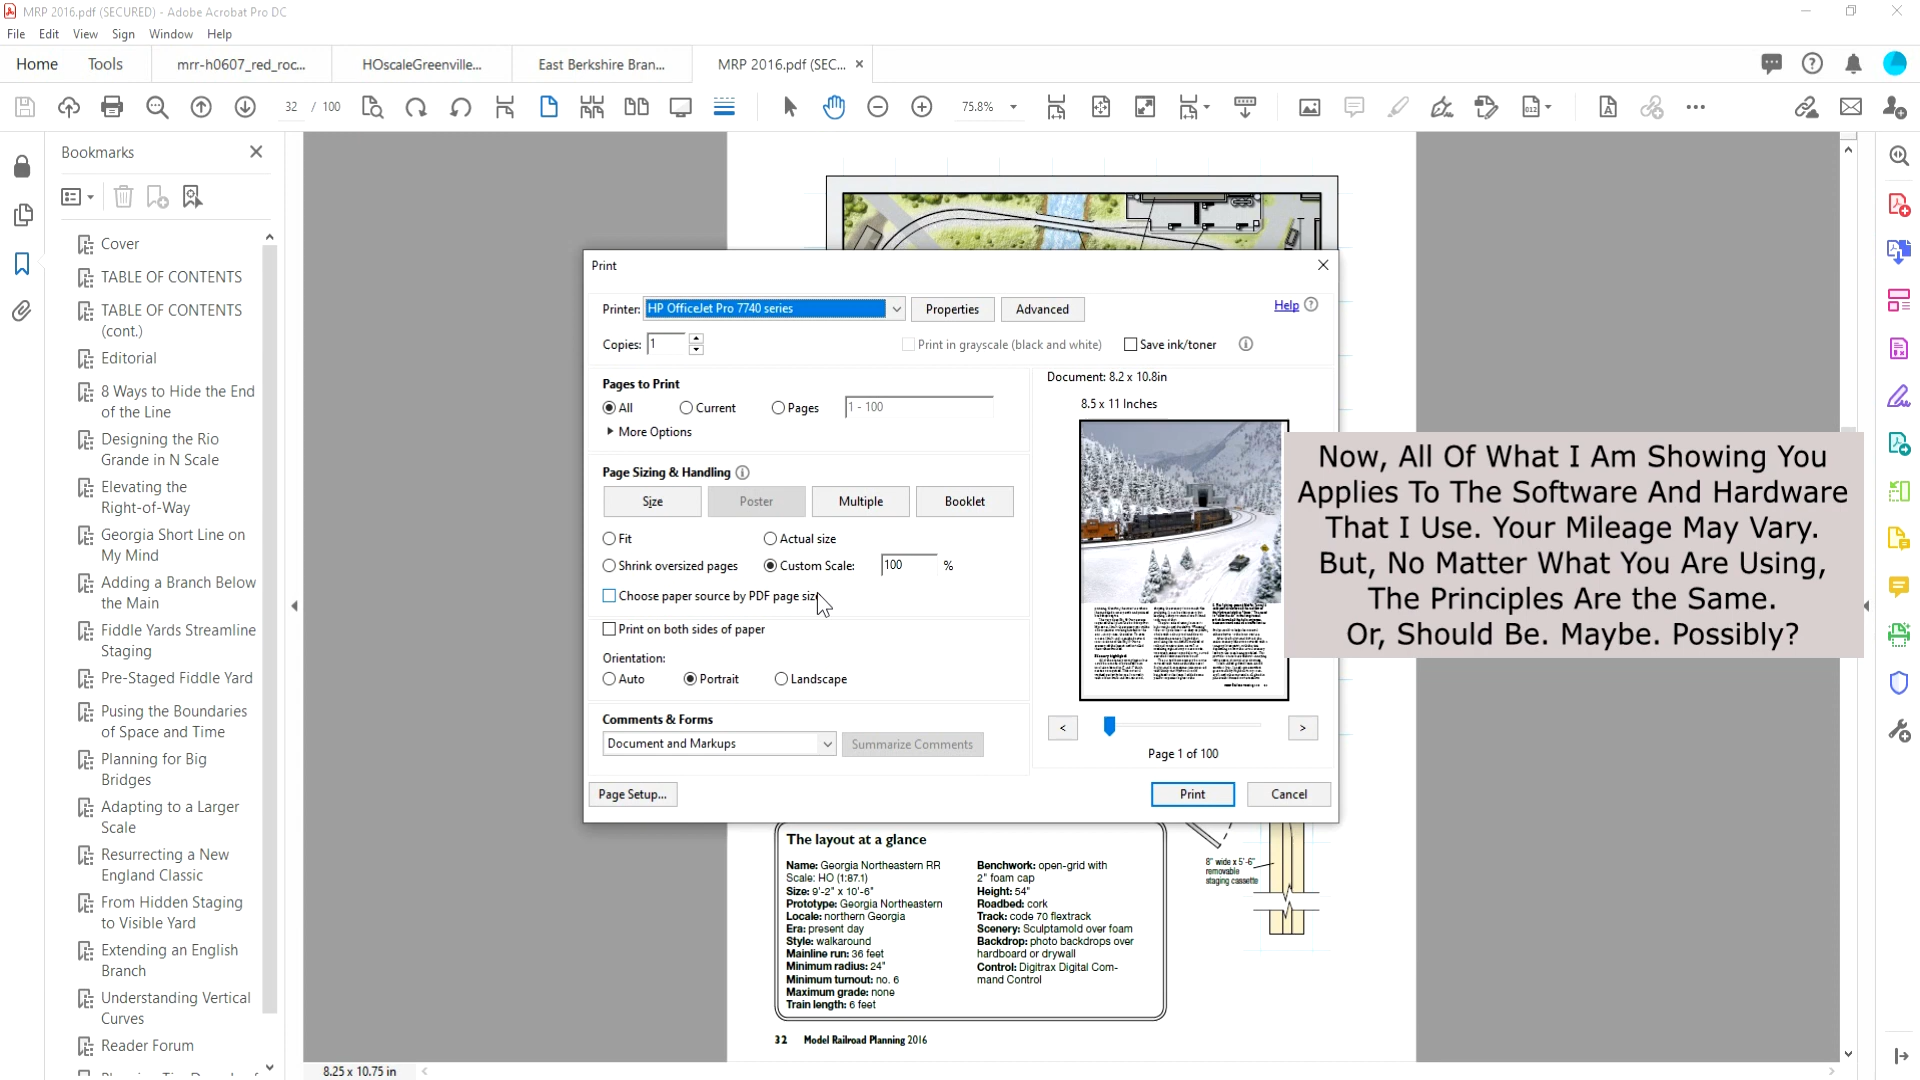 MRP 2016.pdf (SECURED) - Adobe Acrobat Pro DC
File Edit View Sign Window Help
Home Tools mrr-h0607_red_roc... HOscaleGreenville... East Berkshire Bran... MRP 2016.pdf (SEC... ×
32 / 100 75.8%
Bookmarks
Cover
TABLE OF CONTENTS
TABLE OF CONTENTS
(cont.)
Editorial
8 Ways to Hide the End
of the Line
Designing the Rio
Grande in N Scale
Elevating the
Right-of-Way
Georgia Short Line on
My Mind
Adding a Branch Below
the Main
Fiddle Yards Streamline
Staging
Pre-Staged Fiddle Yard
Pusing the Boundaries
of Space and Time
Planning for Big
Bridges
Adapting to a Larger
Scale
Resurrecting a New
England Classic
From Hidden Staging
to Visible Yard
Extending an English
Branch
Understanding Vertical
Curves
Reader Forum
8.25 x 10.75 in
Print
Printer: HP OfficeJet Pro 7740 series Properties Advanced Help
Copies: 1 Print in grayscale (black and white) Save ink/toner
Pages to Print
All Current Pages 1 - 100
More Options
Page Sizing & Handling
Size Poster Multiple Booklet
Fit Actual size
Shrink oversized pages Custom Scale: 100 %
Choose paper source by PDF page size
Print on both sides of paper
Orientation:
Auto Portrait Landscape
Comments & Forms
Document and Markups Summarize Comments
Page Setup...
Document: 8.2 x 10.8in
8.5 x 11 Inches
< >
Page 1 of 100
Print Cancel
Now, All Of What I Am Showing You
Applies To The Software And Hardware
That I Use. Your Mileage May Vary.
But, No Matter What You Are Using,
The Principles Are the Same.
Or, Should Be. Maybe. Possibly?
The layout at a glance
Name: Georgia Northeastern RR
Scale: HO (1:87.1)
Size: 9'-2" x 10'-6"
Prototype: Georgia Northeastern
Locale: northern Georgia
Era: present day
Style: walkaround
Mainline run: 36 feet
Minimum radius: 24"
Minimum turnout: no. 6
Maximum grade: none
Train length: 6 feet
Benchwork: open-grid with
2" foam cap
Height: 54"
Roadbed: cork
Track: code 70 flextrack
Scenery: Sculptamold over foam
Backdrop: photo backdrops over
hardboard or drywall
Control: Digitrax Digital Com-
mand Control
8" wide x 5'-6"
removable
staging cassette
32 Model Railroad Planning 2016